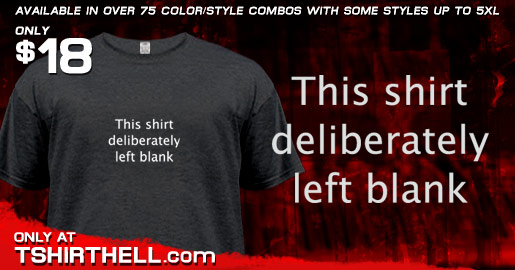 AVAILABLE IN OVER 75 COLOR/STYLE COMBOS WITH SOME STYLES UP TO 5XL
ONLY
$18
This shirt
deliberately
left blank
This shirt
deliberately
left blank
ONLY AT
TSHIRTHELL.com